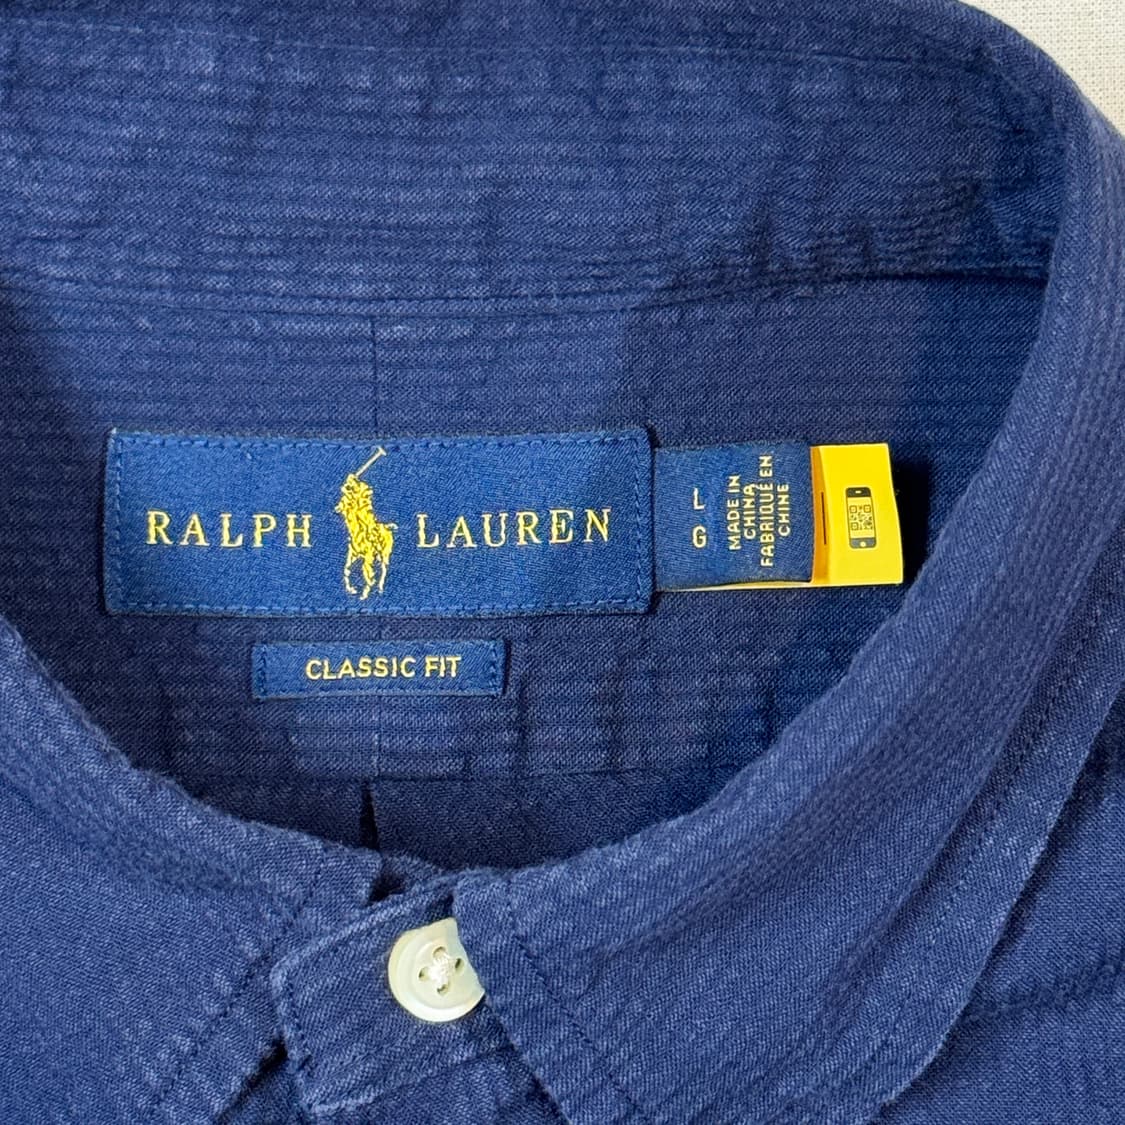 RALPH LAUREN
L
G
MADE IN
CHINA
FABRIQUÉ EN
CHINE
CLASSIC FIT